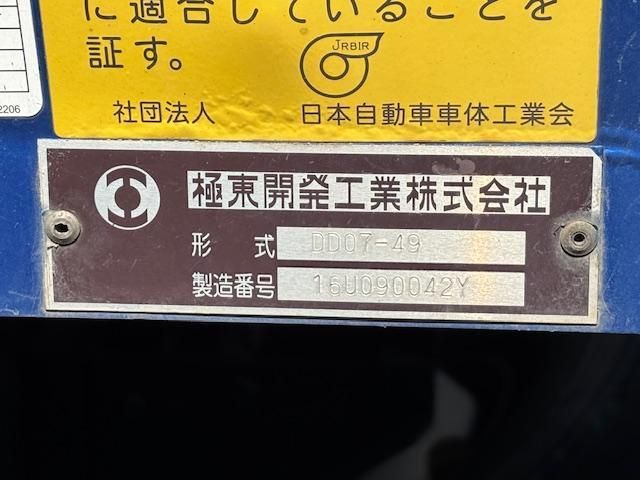 に適合していることを
証す。
JRBIR
社団法人 日本自動車車体工業会
2206
極東開発工業株式会社
形式 DD07-49
製造番号 16U090042Y